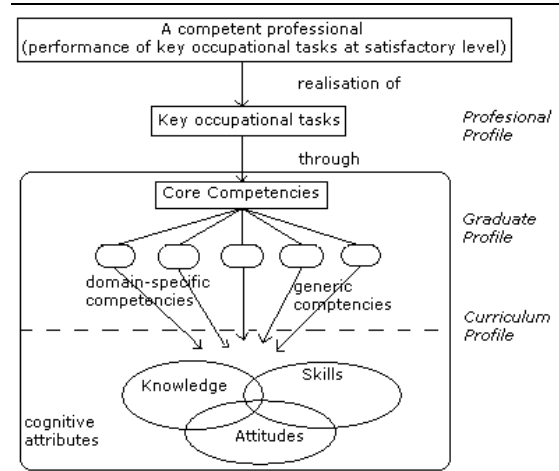 A competent professional
(performance of key occupational tasks at satisfactory level)
realisation of
Key occupational tasks
Profesional
Profile
through
Core Competencies
Graduate
Profile
domain-specific
competencies
generic
comptencies
Curriculum
Profile
Knowledge
Skills
Attitudes
cognitive
attributes